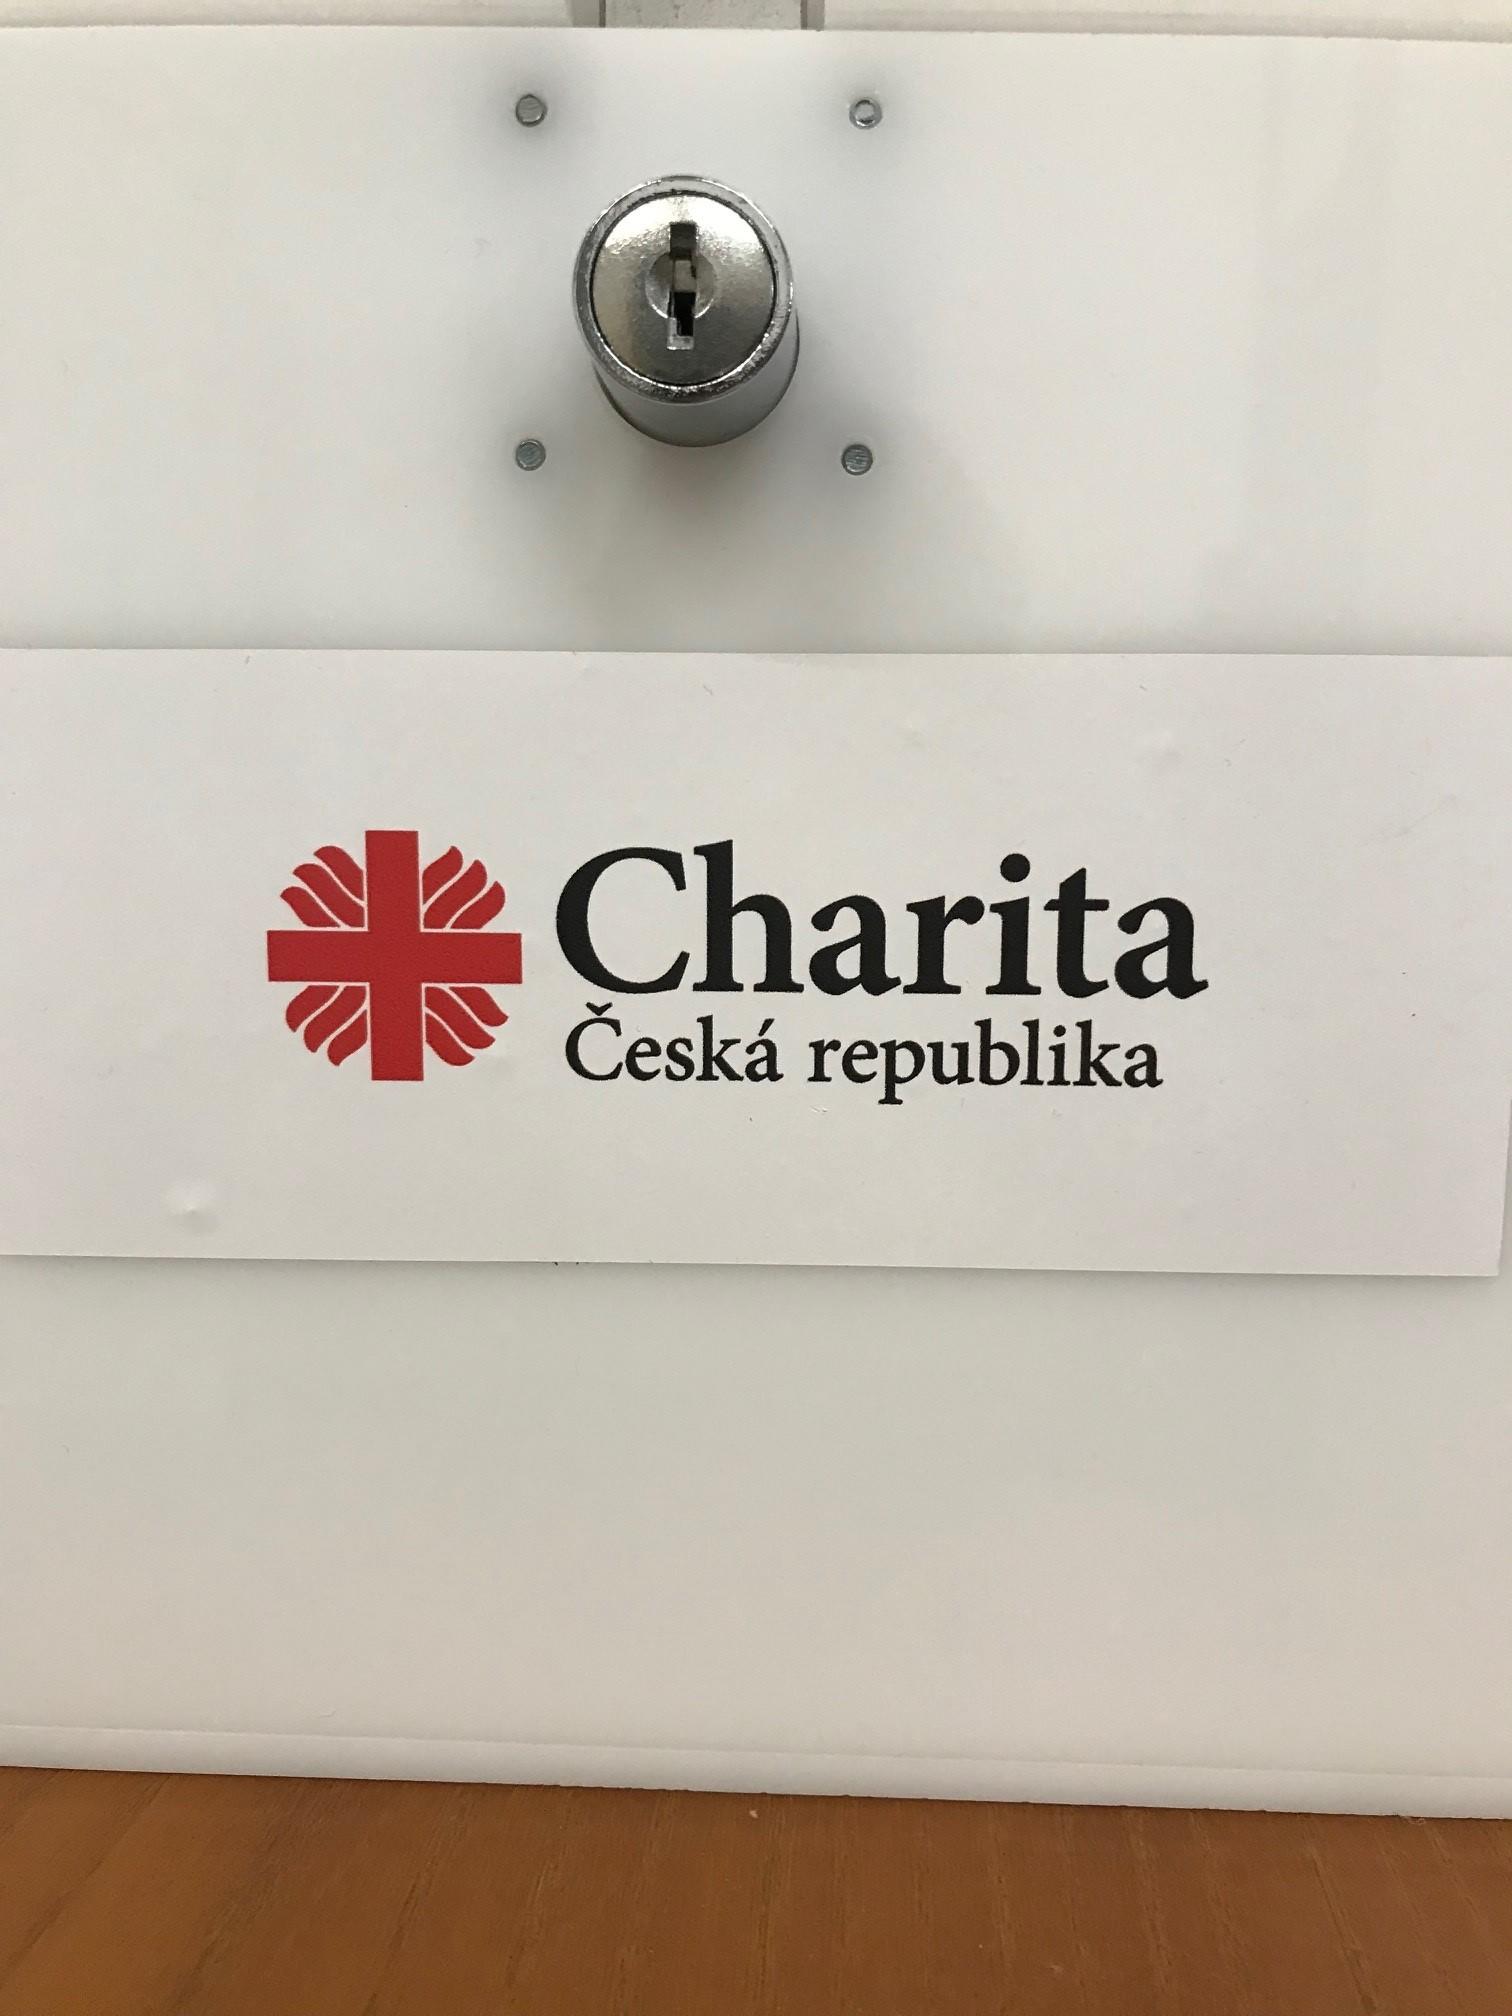 Charita
Česká republika